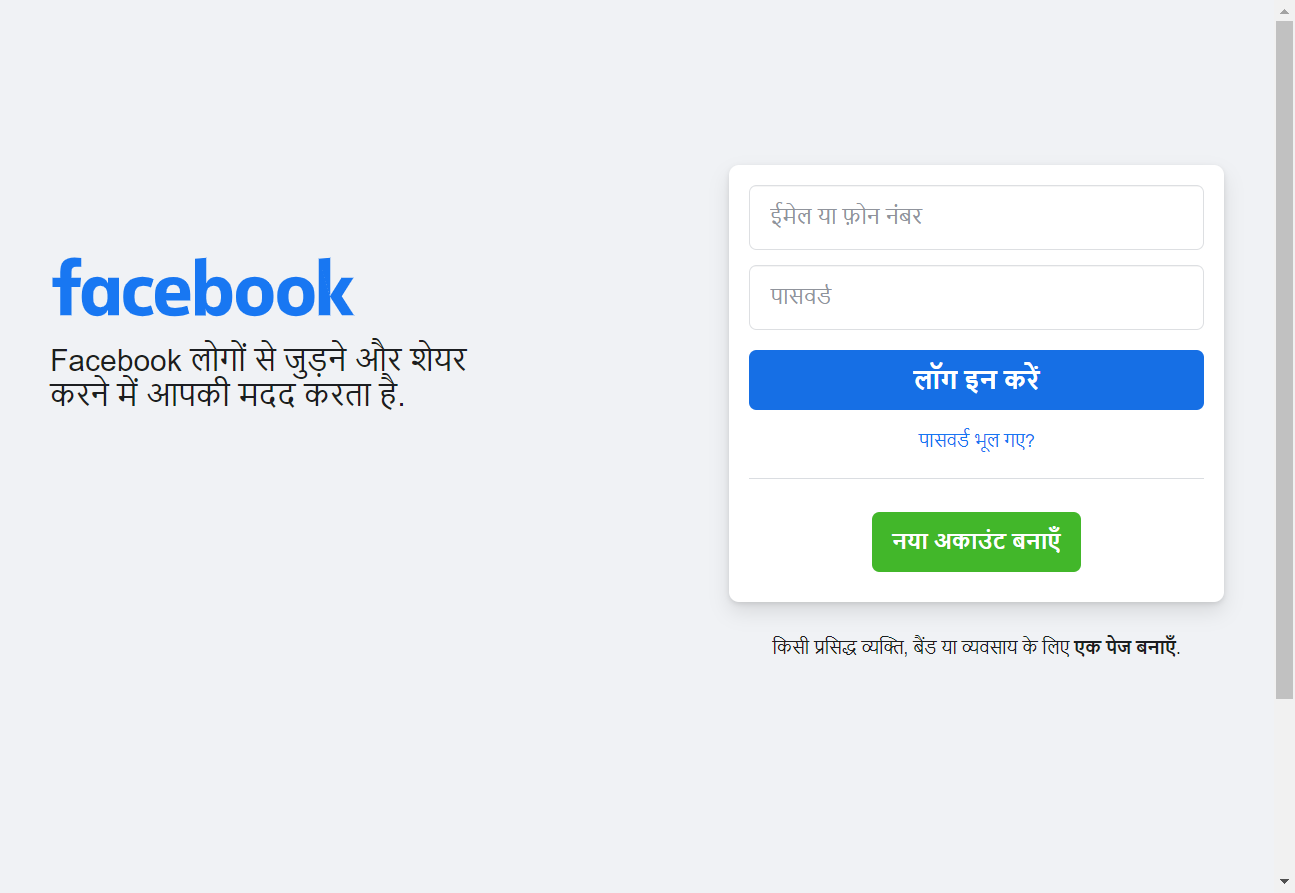 facebook
Facebook लोगों से जुड़ने और शेयर
करने में आपकी मदद करता है.
ईमेल या फ़ोन नंबर
पासवर्ड
लॉग इन करें
पासवर्ड भूल गए?
नया अकाउंट बनाएँ
किसी प्रसिद्ध व्यक्ति, बैंड या व्यवसाय के लिए एक पेज बनाएँ.